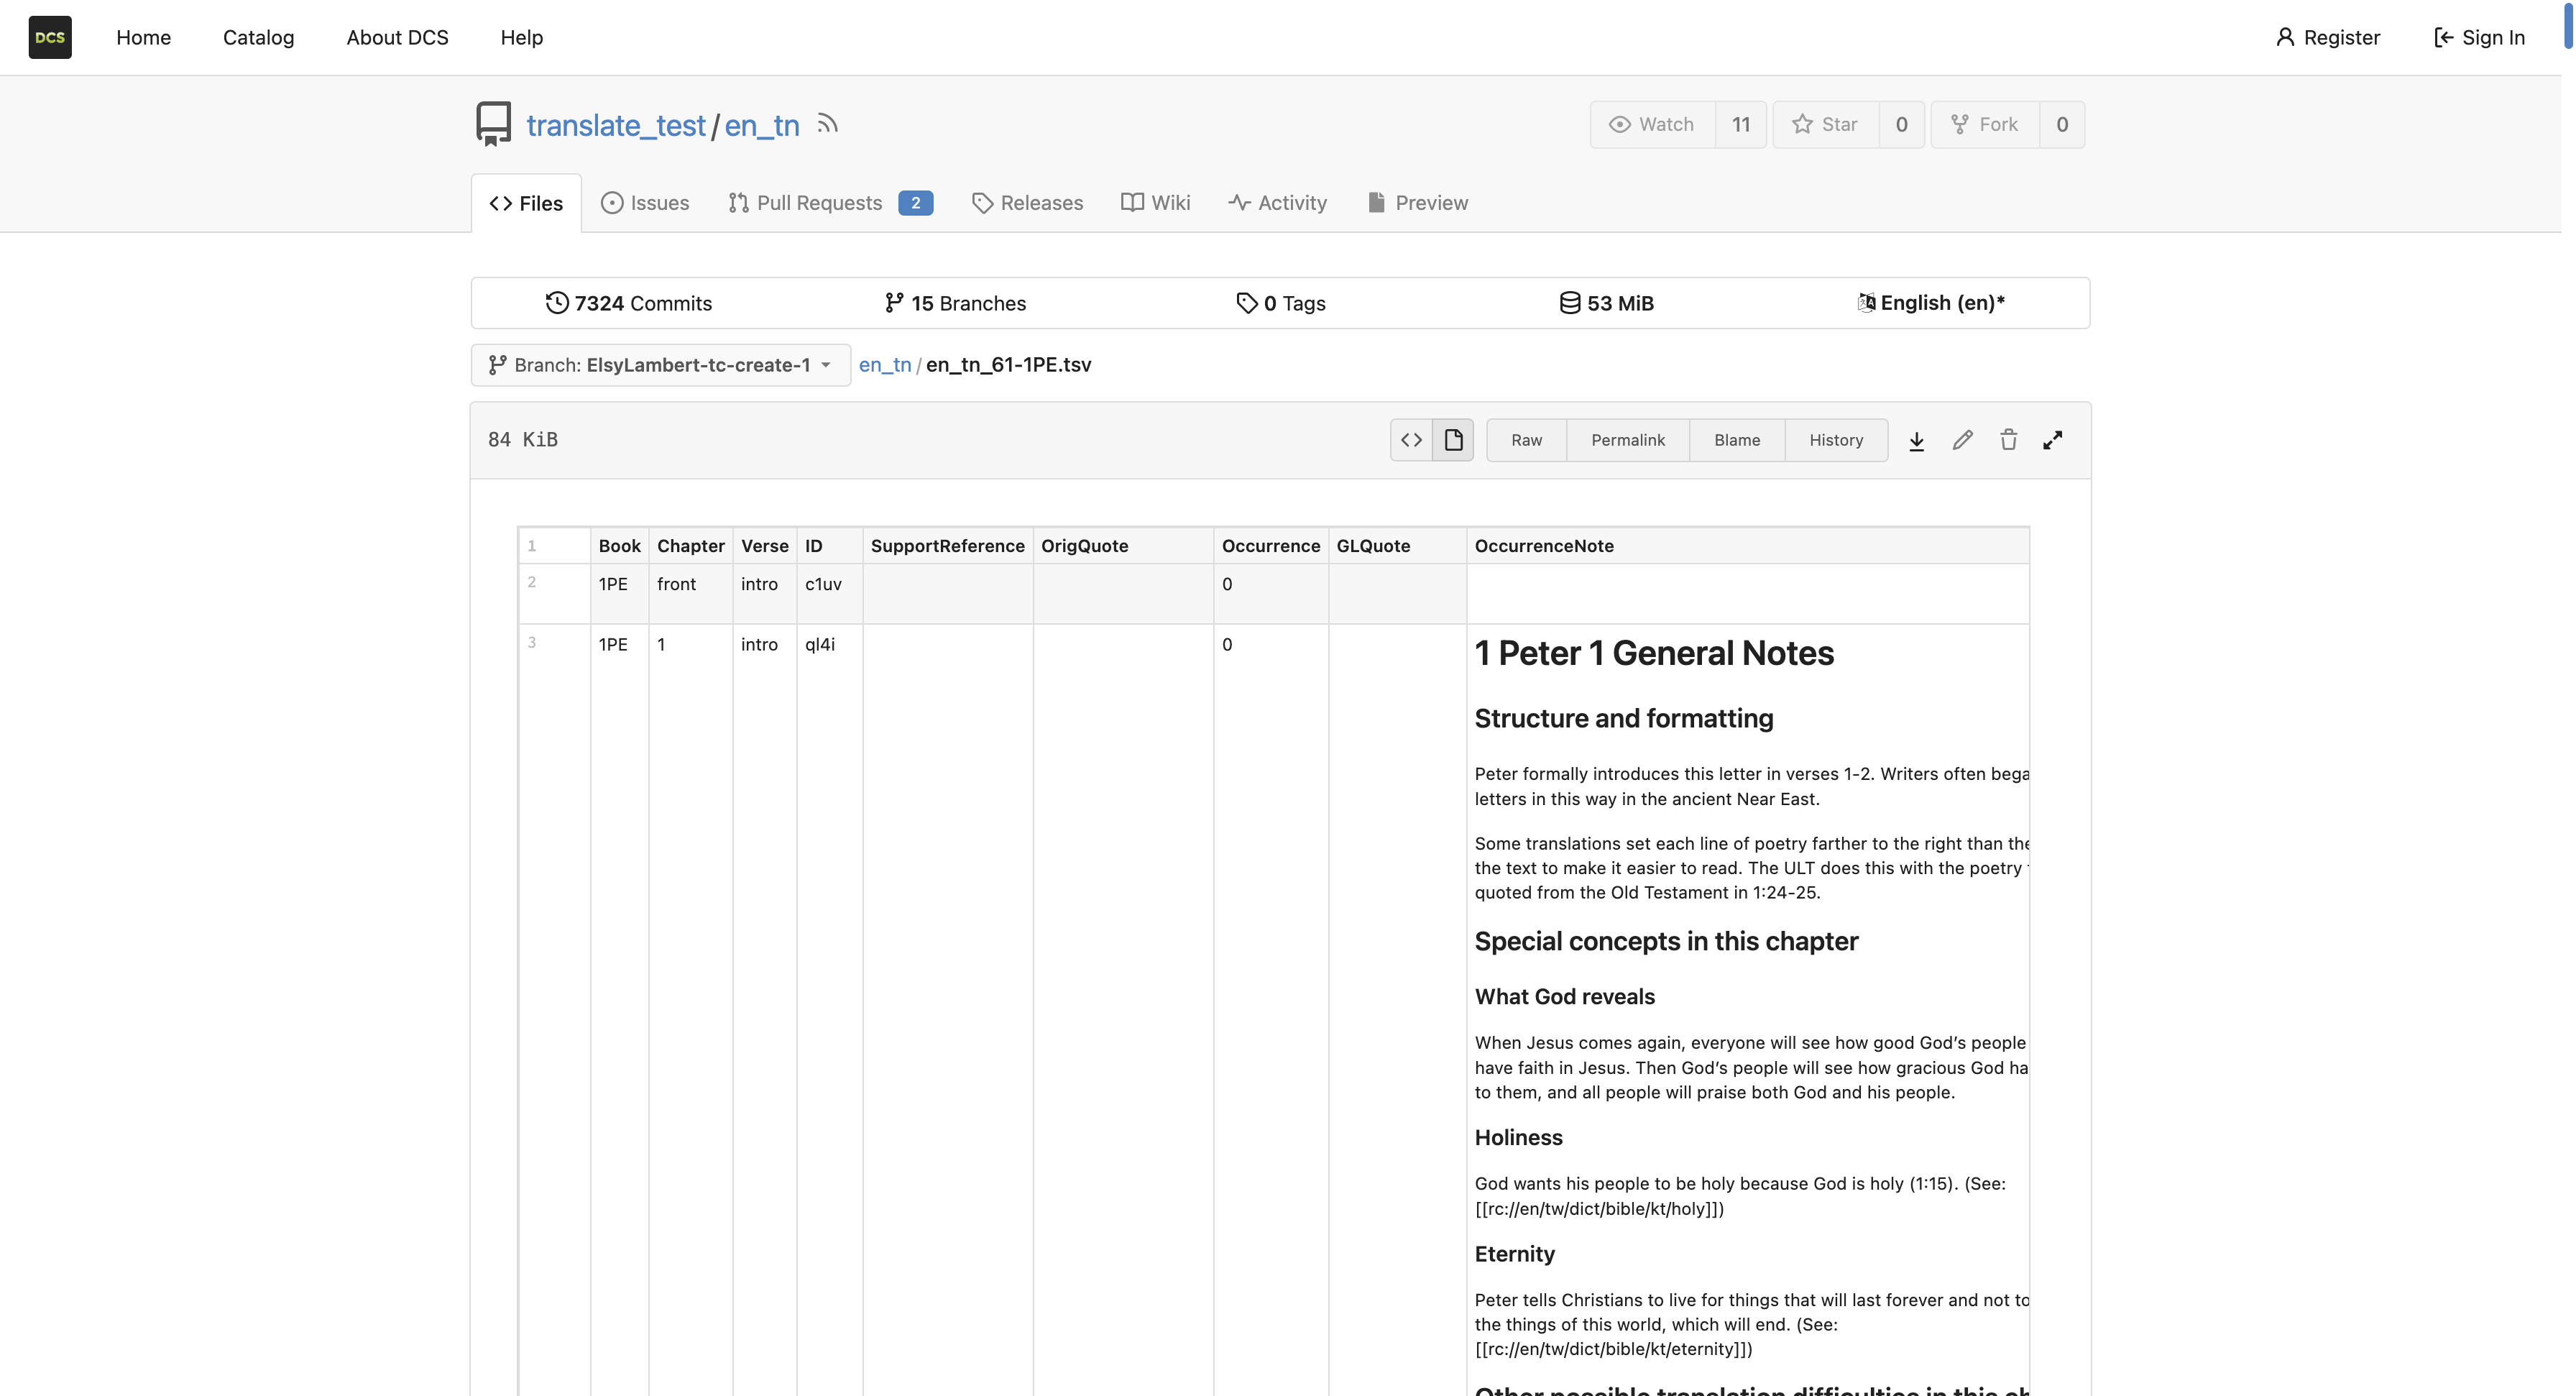 DCS Home Catalog About DCS Help Register Sign In
translate_test / en_tn Watch 11 Star 0 Fork 0
Files Issues Pull Requests 2 Releases Wiki Activity Preview
7324 Commits 15 Branches 0 Tags 53 MiB English (en)*
Branch: ElsyLambert-tc-create-1 en_tn / en_tn_61-1PE.tsv
84 KiB Raw Permalink Blame History
1 Book Chapter Verse ID SupportReference OrigQuote Occurrence GLQuote OccurrenceNote
2 1PE front intro c1uv 0
3 1PE 1 intro ql4i 0
1 Peter 1 General Notes
Structure and formatting
Peter formally introduces this letter in verses 1-2. Writers often bega
letters in this way in the ancient Near East.
Some translations set each line of poetry farther to the right than the
the text to make it easier to read. The ULT does this with the poetry
quoted from the Old Testament in 1:24-25.
Special concepts in this chapter
What God reveals
When Jesus comes again, everyone will see how good God’s people
have faith in Jesus. Then God’s people will see how gracious God ha
to them, and all people will praise both God and his people.
Holiness
God wants his people to be holy because God is holy (1:15). (See:
[[rc://en/tw/dict/bible/kt/holy]])
Eternity
Peter tells Christians to live for things that will last forever and not to
the things of this world, which will end. (See:
[[rc://en/tw/dict/bible/kt/eternity]])
Other possible translation difficulties in this ch